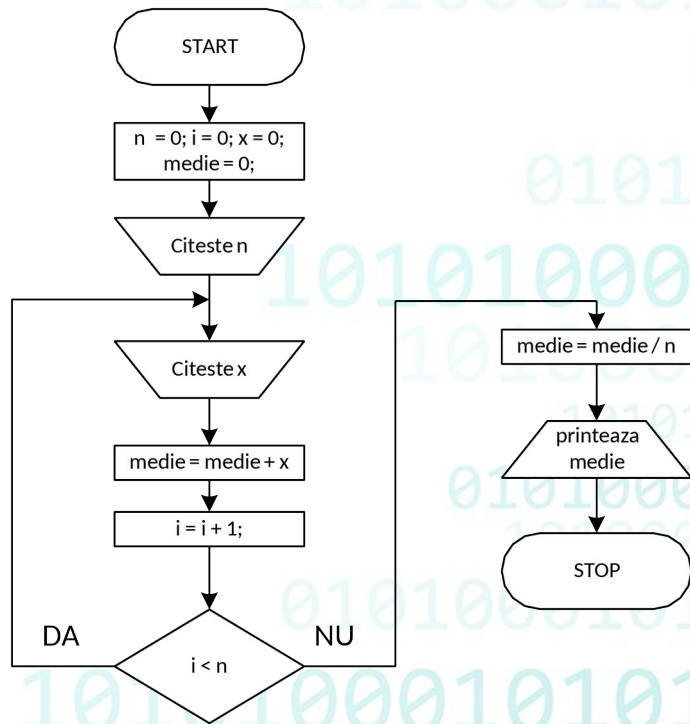 START
n = 0; i = 0; x = 0;
medie = 0;
Citeste n
Citeste x
medie = medie + x
i = i + 1;
i < n
DA
NU
medie = medie / n
printeaza
medie
STOP